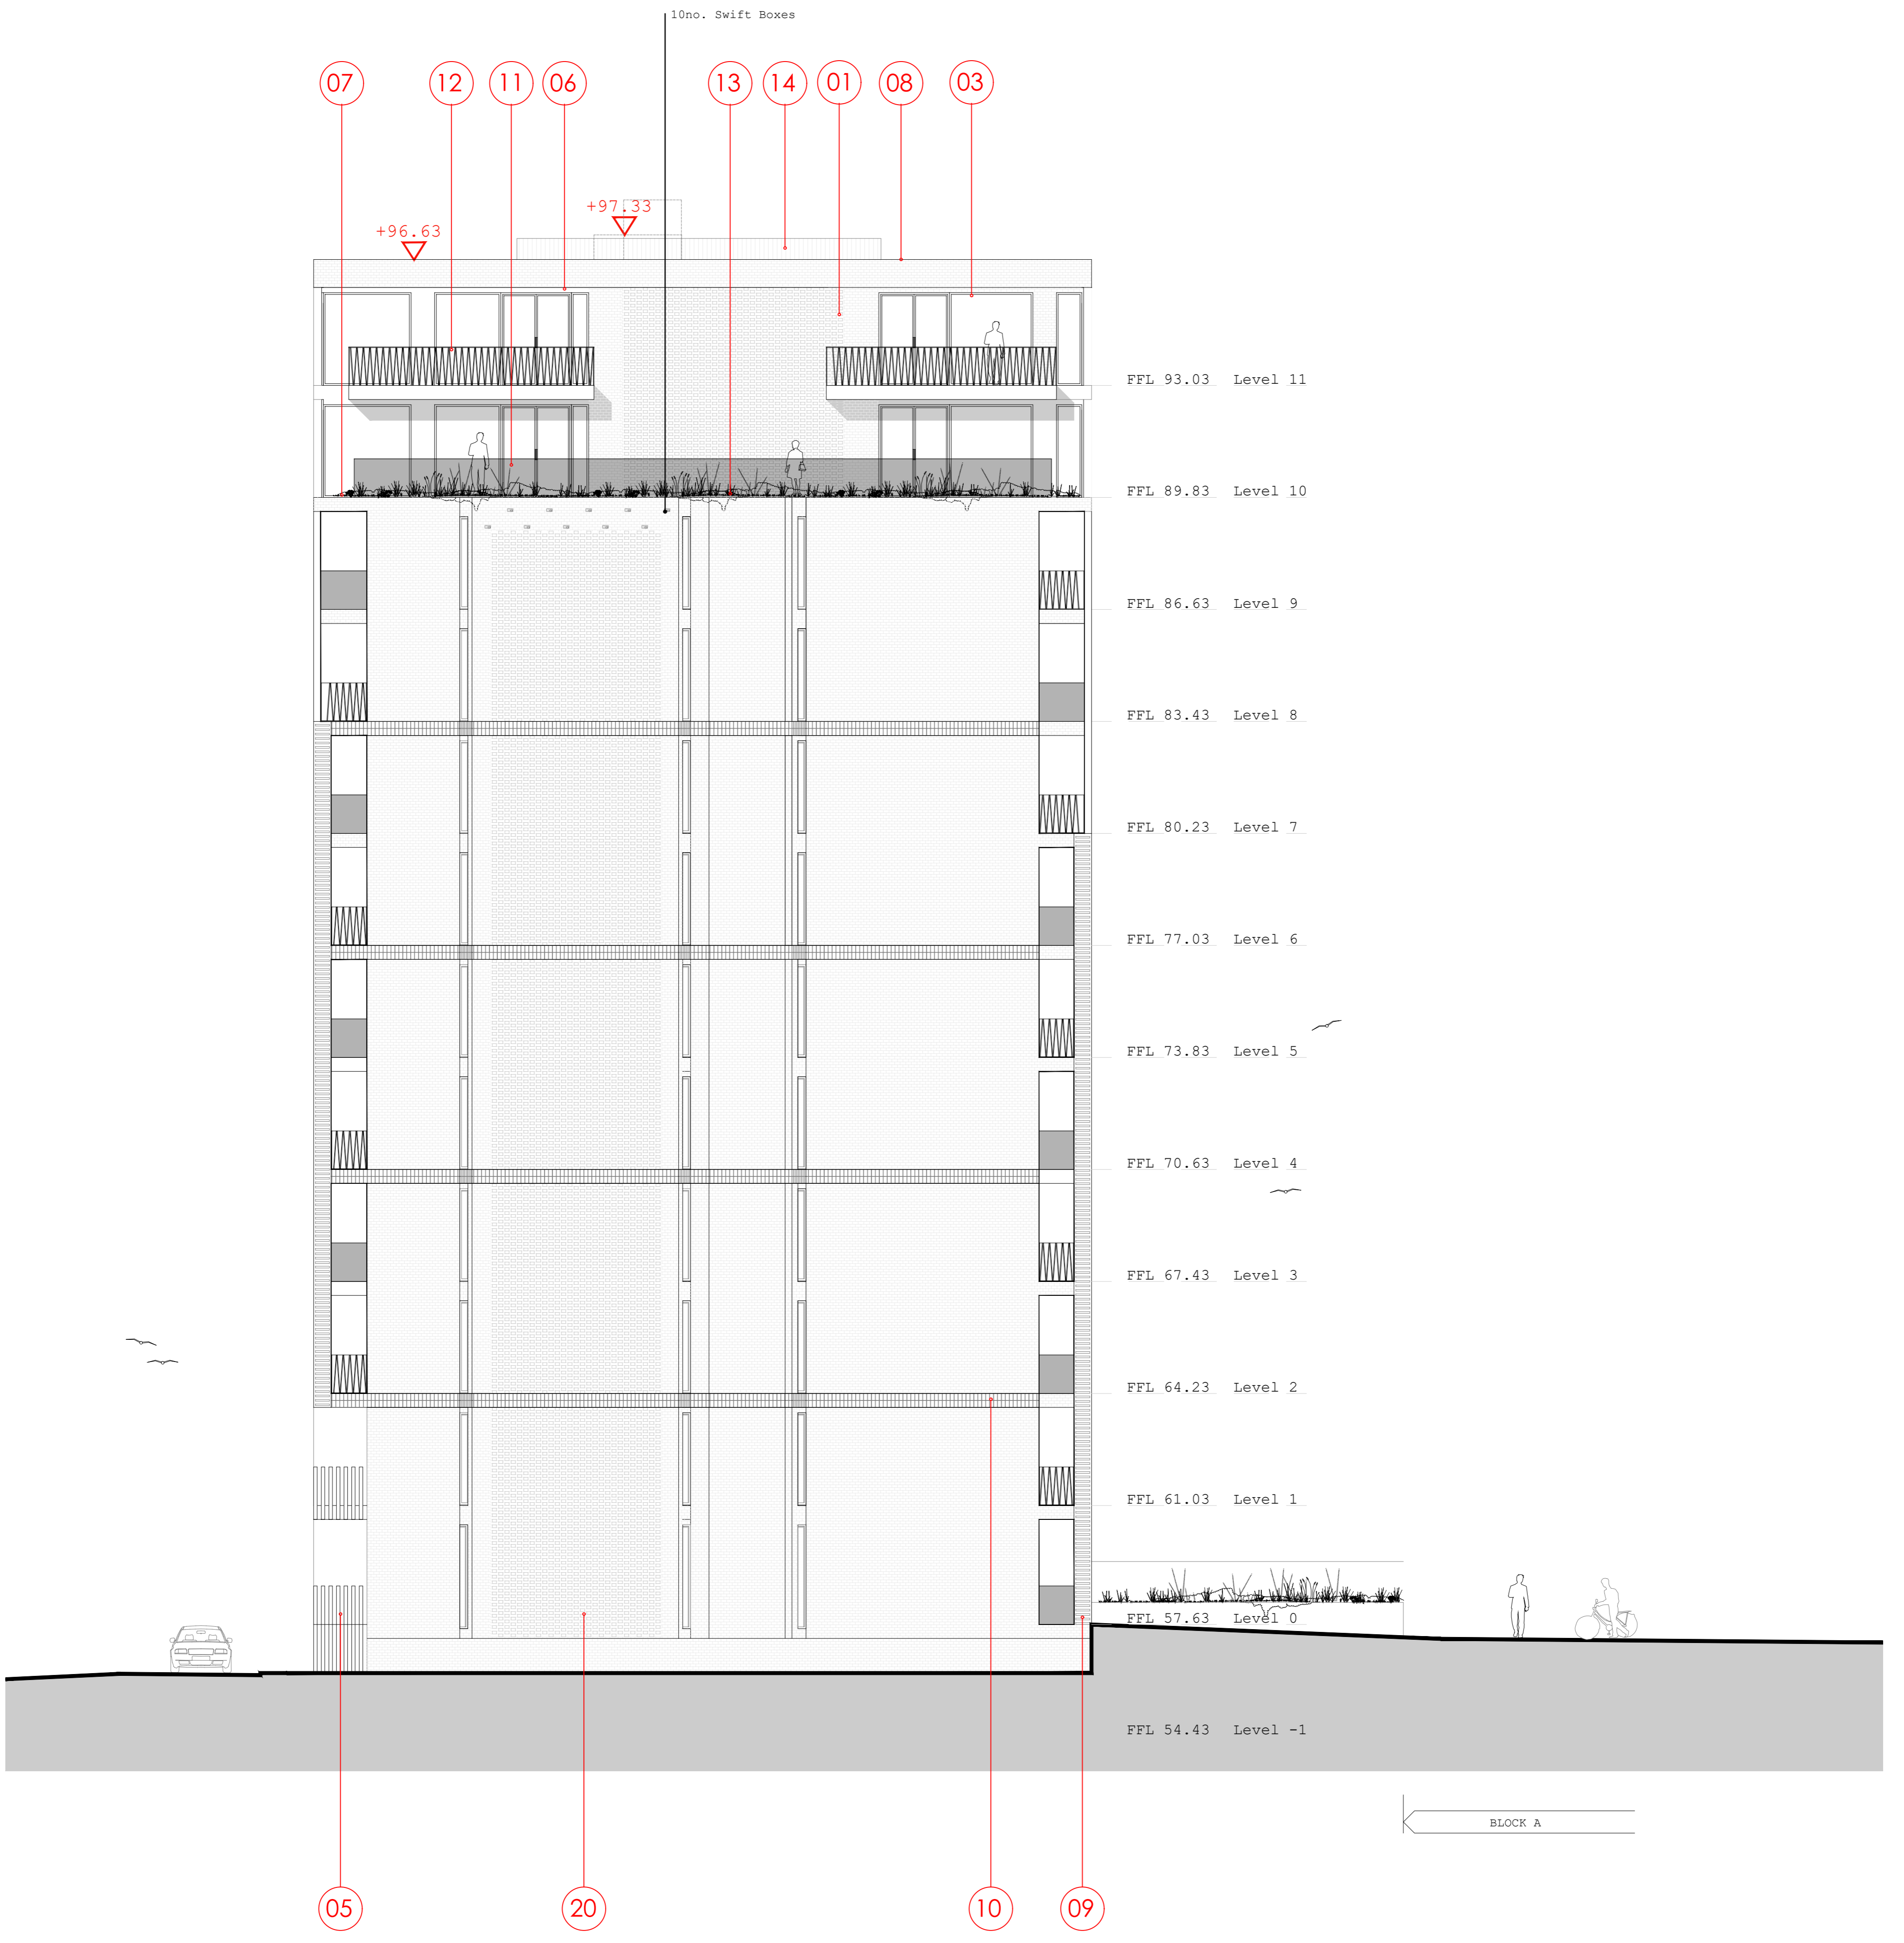 10no. Swift Boxes
07 12 11 06 13 14 01 08 03
+97.33
+96.63
FFL 93.03 Level 11
FFL 89.83 Level 10
FFL 86.63 Level 9
FFL 83.43 Level 8
FFL 80.23 Level 7
FFL 77.03 Level 6
FFL 73.83 Level 5
FFL 70.63 Level 4
FFL 67.43 Level 3
FFL 64.23 Level 2
FFL 61.03 Level 1
FFL 57.63 Level 0
FFL 54.43 Level -1
BLOCK A
05 20 10 09